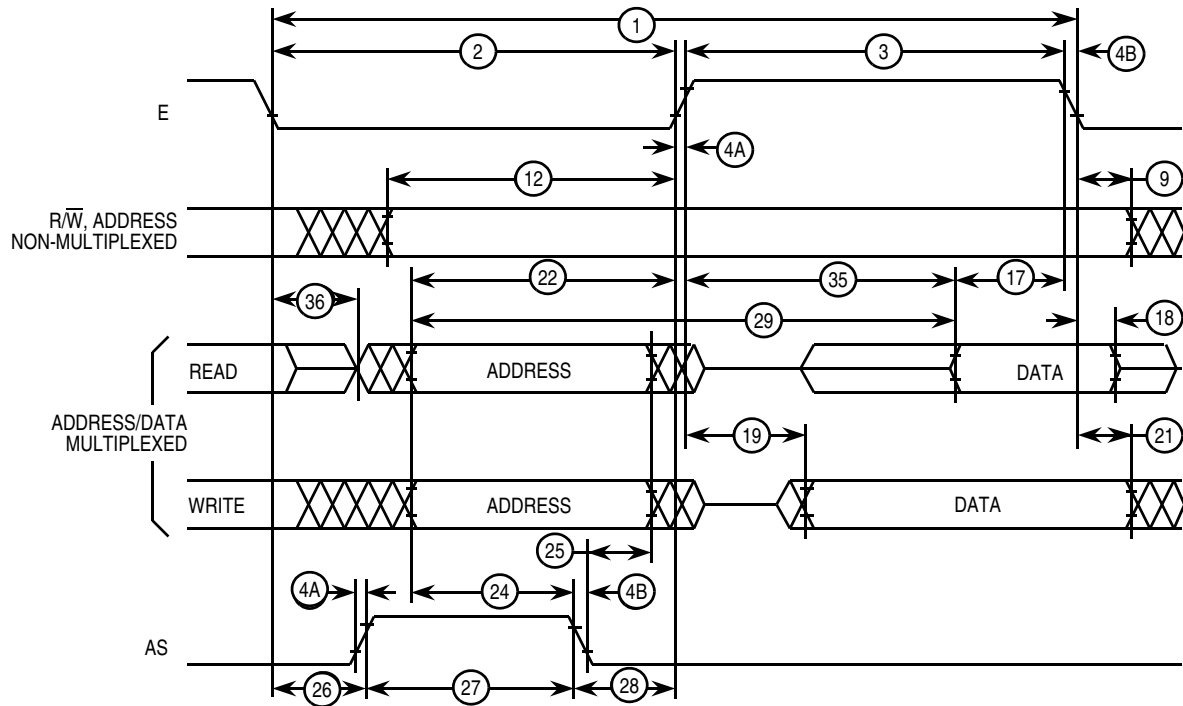 1
2
3
4B
E
4A
12
9
R/W̅, ADDRESS
NON-MULTIPLEXED
22
35
17
36
29
18
READ
ADDRESS
DATA
ADDRESS/DATA
MULTIPLEXED
19
21
WRITE
ADDRESS
DATA
25
4A
24
4B
AS
26
27
28